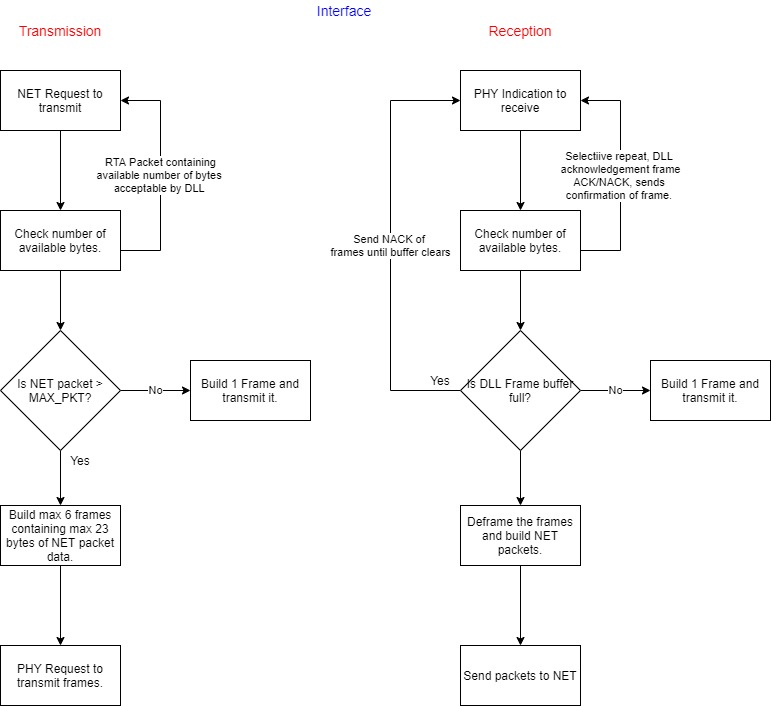 Interface
Transmission
NET Request to
transmit
RTA Packet containing
available number of bytes
acceptable by DLL
Check number of
available bytes.
Is NET packet >
MAX_PKT?
No
Build 1 Frame and
transmit it.
Yes
Build max 6 frames
containing max 23
bytes of NET packet
data.
PHY Request to
transmit frames.
Reception
PHY Indication to
receive
Selectiive repeat, DLL
acknowledgement frame
ACK/NACK, sends
confirmation of frame.
Check number of
available bytes.
Send NACK of
frames until buffer clears
Yes
Is DLL Frame buffer
full?
No
Build 1 Frame and
transmit it.
Deframe the frames
and build NET
packets.
Send packets to NET